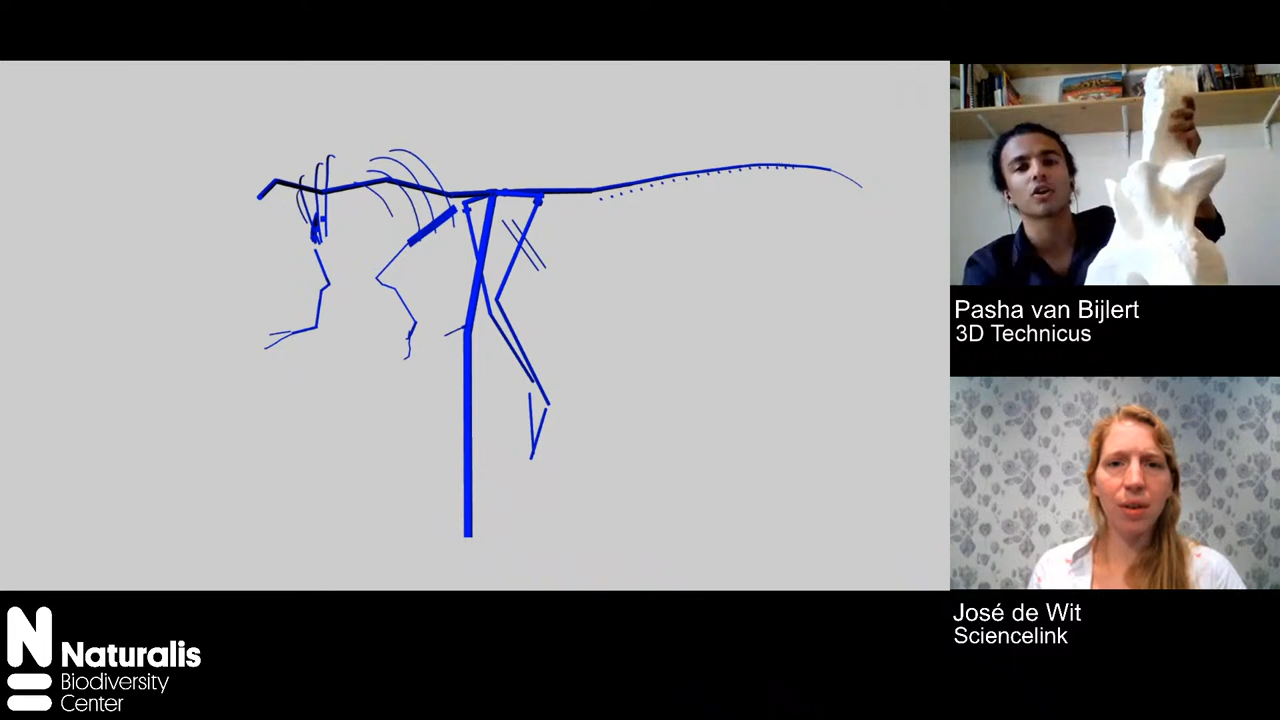 Pasha van Bijlert
3D Technicus
José de Wit
Sciencelink
N Naturalis
Biodiversity
Center